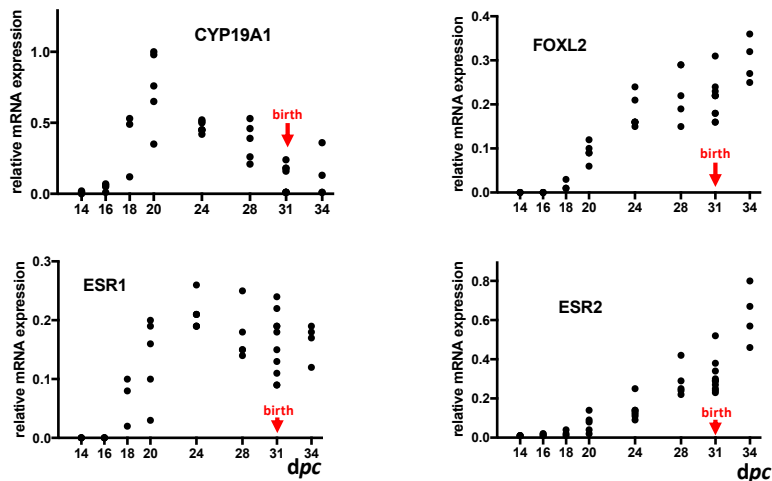 CYP19A1
relative mRNA expression
1.0
0.5
0.0
birth
14 16 18 20 24 28 31 34
FOXL2
relative mRNA expression
0.4
0.3
0.2
0.1
0.0
birth
14 16 18 20 24 28 31 34
ESR1
relative mRNA expression
0.3
0.2
0.1
0.0
birth
14 16 18 20 24 28 31 34
dpc
ESR2
relative mRNA expression
0.8
0.6
0.4
0.2
0.0
birth
14 16 18 20 24 28 31 34
dpc